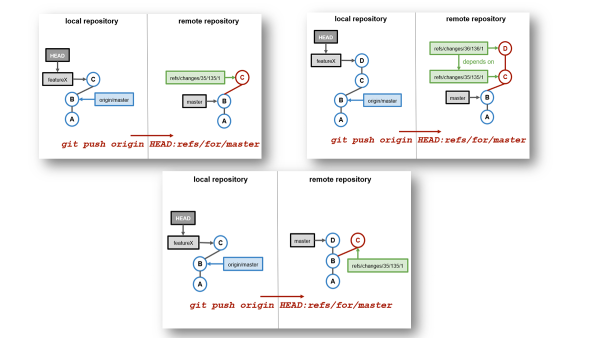 local repository
remote repository
HEAD
featureX
C
B
origin/master
A
refs/changes/35/135/1
C
master
B
A
git push origin HEAD:refs/for/master
local repository
remote repository
HEAD
featureX
D
C
B
origin/master
A
refs/changes/36/136/1
D
depends on
refs/changes/35/135/1
C
master
B
A
git push origin HEAD:refs/for/master
local repository
remote repository
HEAD
featureX
C
B
origin/master
A
master
D
C
B
refs/changes/35/135/1
A
git push origin HEAD:refs/for/master